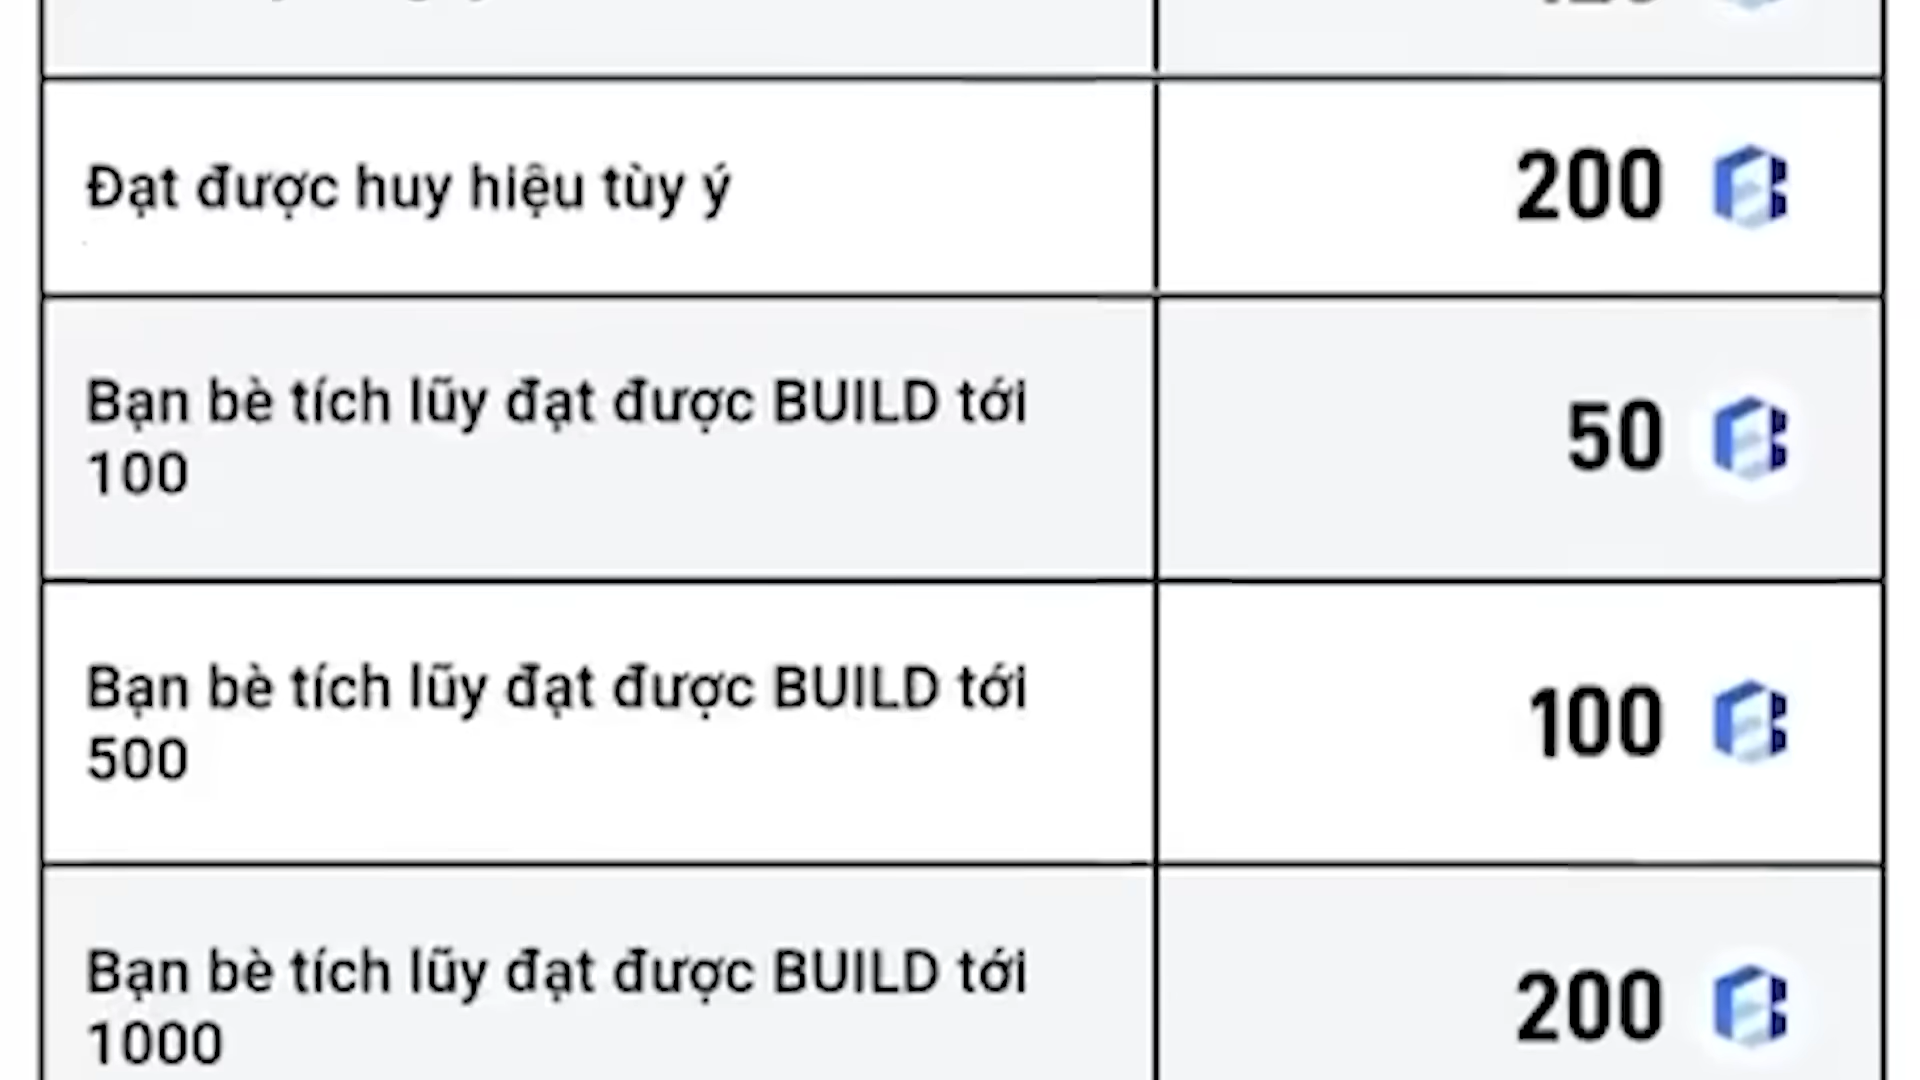 Đạt được huy hiệu tùy ý
200
Bạn bè tích lũy đạt được BUILD tới
100
50
Bạn bè tích lũy đạt được BUILD tới
500
100
Bạn bè tích lũy đạt được BUILD tới
1000
200